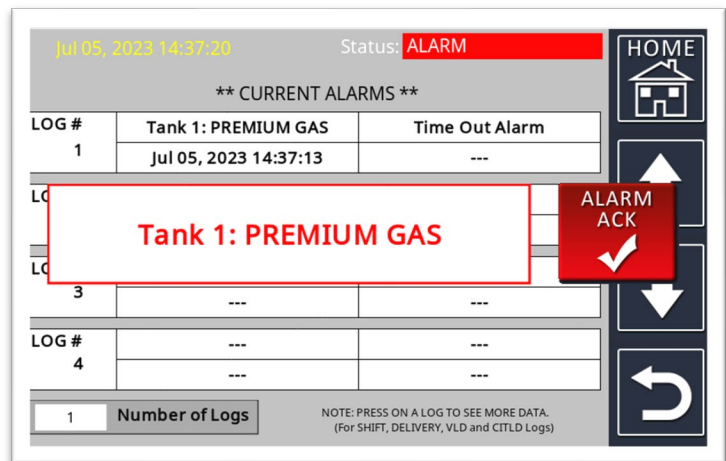 Jul 05, 2023 14:37:20 Status: ALARM HOME
** CURRENT ALARMS **
LOG # Tank 1: PREMIUM GAS Time Out Alarm
1 Jul 05, 2023 14:37:13 ---
ALARM
ACK
Tank 1: PREMIUM GAS
3 --- ---
LOG # --- ---
4 --- ---
1 Number of Logs
NOTE: PRESS ON A LOG TO SEE MORE DATA.
(For SHIFT, DELIVERY, VLD and CITLD Logs)